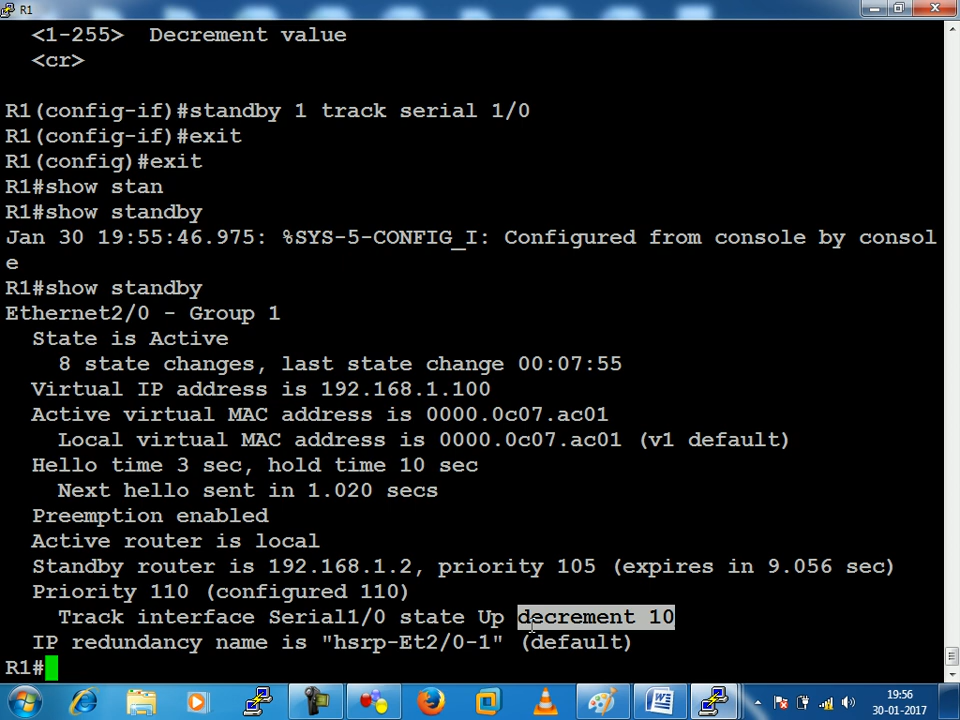 R1
<1-255>  Decrement value
<cr>
R1(config-if)#standby 1 track serial 1/0
R1(config-if)#exit
R1(config)#exit
R1#show stan
R1#show standby
Jan 30 19:55:46.975: %SYS-5-CONFIG_I: Configured from console by consol
e
R1#show standby
Ethernet2/0 - Group 1
State is Active
8 state changes, last state change 00:07:55
Virtual IP address is 192.168.1.100
Active virtual MAC address is 0000.0c07.ac01
Local virtual MAC address is 0000.0c07.ac01 (v1 default)
Hello time 3 sec, hold time 10 sec
Next hello sent in 1.020 secs
Preemption enabled
Active router is local
Standby router is 192.168.1.2, priority 105 (expires in 9.056 sec)
Priority 110 (configured 110)
Track interface Serial1/0 state Up decrement 10
IP redundancy name is "hsrp-Et2/0-1" (default)
R1#
19:56
30-01-2017